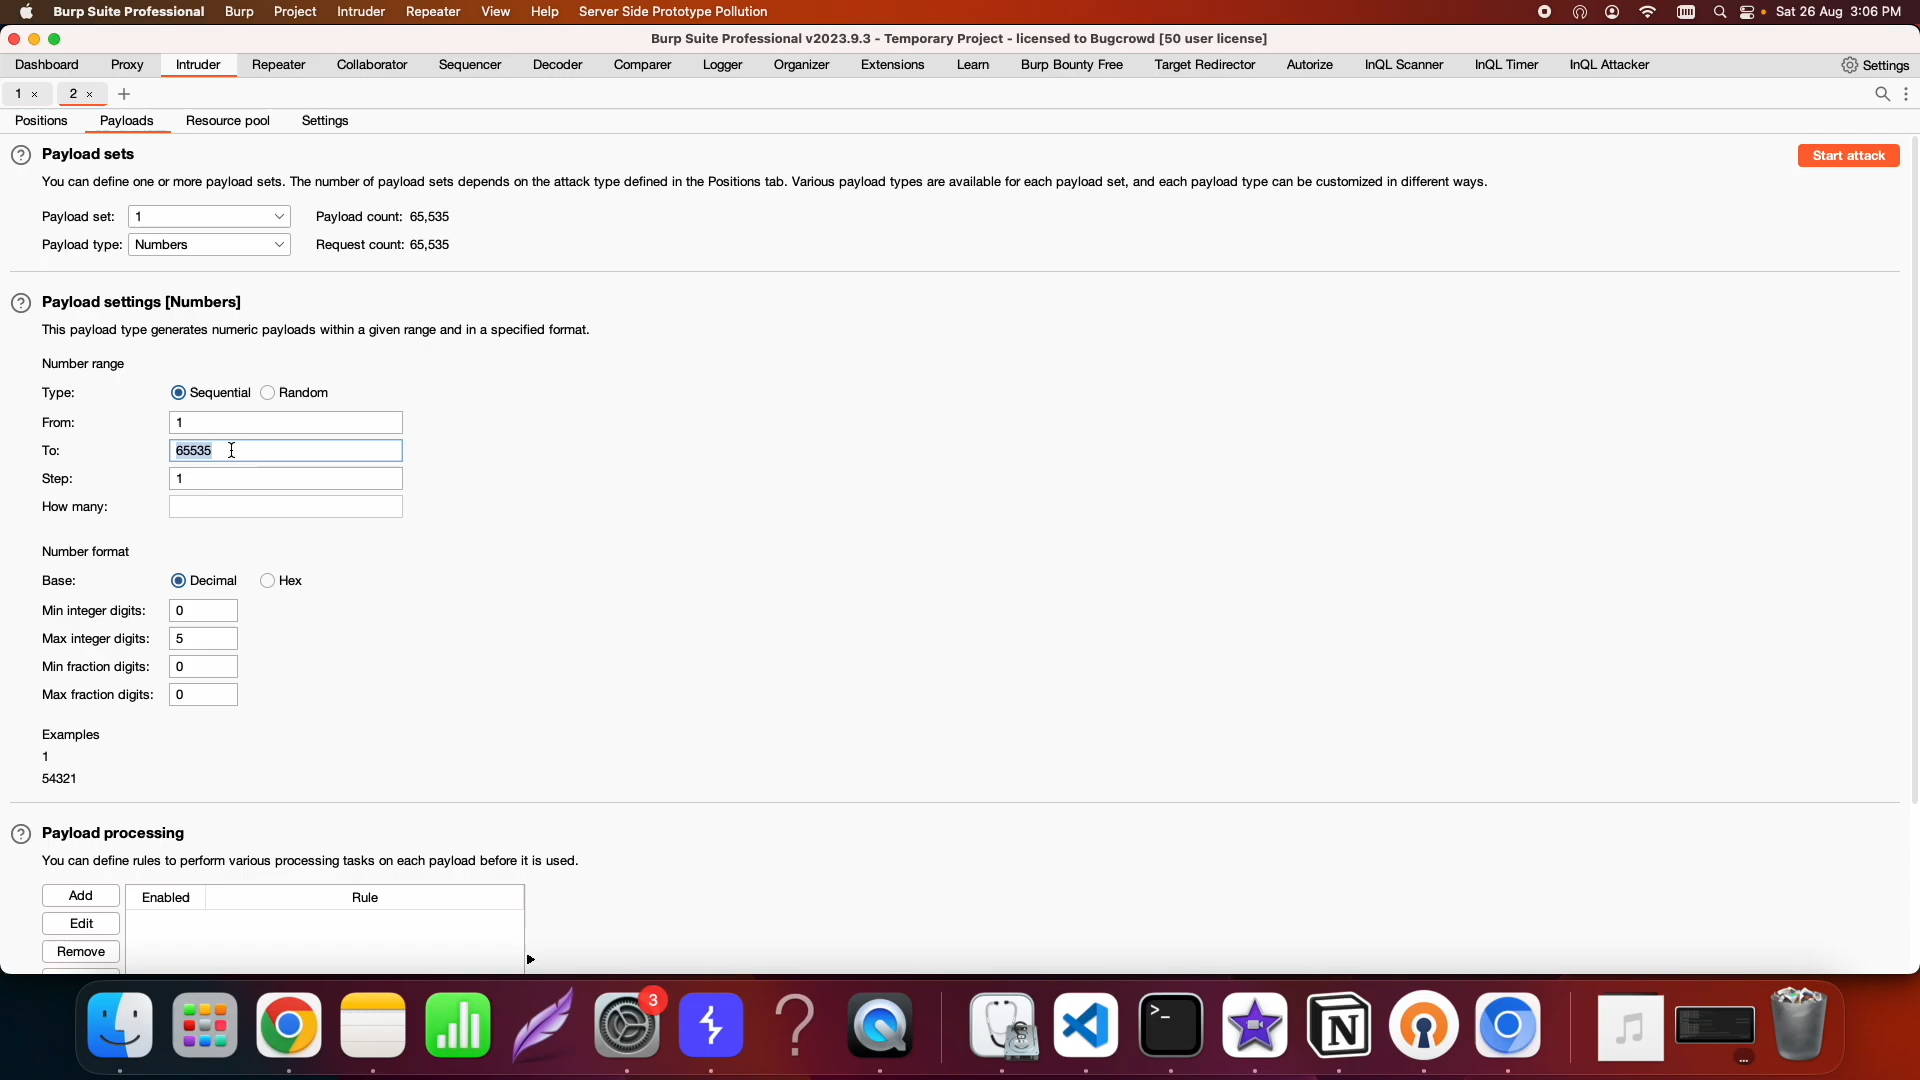 Burp Suite Professional Burp Project Intruder Repeater View Help Server Side Prototype Pollution Sat 26 Aug 3:06 PM
Burp Suite Professional v2023.9.3 - Temporary Project - licensed to Bugcrowd [50 user license]
Dashboard Proxy Intruder Repeater Collaborator Sequencer Decoder Comparer Logger Organizer Extensions Learn Burp Bounty Free Target Redirector Autorize InQL Scanner InQL Timer InQL Attacker Settings
1 × 2 × +
Positions Payloads Resource pool Settings
? Payload sets Start attack
You can define one or more payload sets. The number of payload sets depends on the attack type defined in the Positions tab. Various payload types are available for each payload set, and each payload type can be customized in different ways.
Payload set: 1 Payload count: 65,535
Payload type: Numbers Request count: 65,535
? Payload settings [Numbers]
This payload type generates numeric payloads within a given range and in a specified format.
Number range
Type: Sequential Random
From: 1
To: 65535
Step: 1
How many:
Number format
Base: Decimal Hex
Min integer digits: 0
Max integer digits: 5
Min fraction digits: 0
Max fraction digits: 0
Examples
1
54321
? Payload processing
You can define rules to perform various processing tasks on each payload before it is used.
Add Enabled Rule
Edit
Remove
3